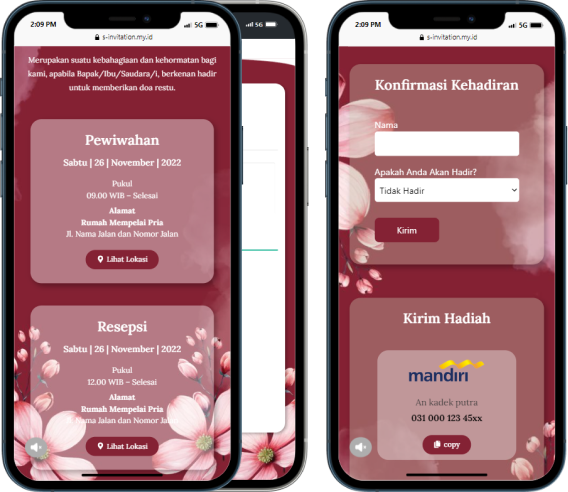 2:09 PM
5G
s-invitation.my.id
Merupakan suatu kebahagiaan dan kehormatan bagi
kami, apabila Bapak/Ibu/Saudara/i, berkenan hadir
untuk memberikan doa restu.
Pewiwahan
Sabtu | 26 | November | 2022
Pukul
09.00 WIB – Selesai
Alamat
Rumah Mempelai Pria
Jl. Nama Jalan dan Nomor Jalan
Lihat Lokasi
Resepsi
Sabtu | 26 | November | 2022
Pukul
12.00 WIB – Selesai
Alamat
Rumah Mempelai Pria
Jl. Nama Jalan dan Nomor Jalan
Lihat Lokasi
5G
2:09 PM
5G
s-invitation.my.id
Konfirmasi Kehadiran
Nama
Apakah Anda Akan Hadir?
Tidak Hadir
Kirim
Kirim Hadiah
mandiri
An kadek putra
031 000 123 45xx
copy